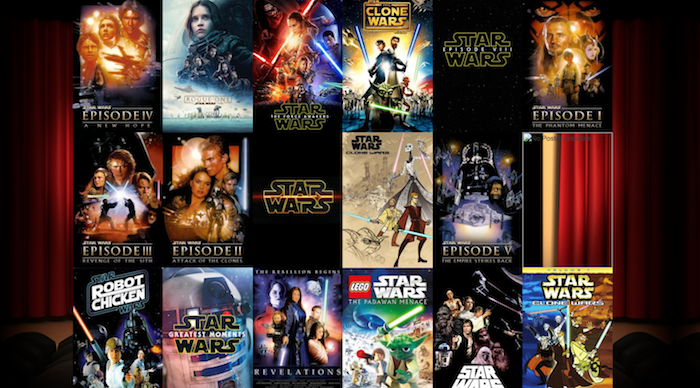 STAR WARS
EPISODE IV
A NEW HOPE
ROGUE ONE
STAR
THE FORCE AWAKENS
WARS
STAR WARS
THE
CLONE
WARS
STAR
EPISODE VIII
WARS
STAR WARS
EPISODE I
THE PHANTOM MENACE
STAR WARS
EPISODE III
REVENGE OF THE SITH
STAR WARS
EPISODE II
ATTACK OF THE CLONES
STAR
WARS
STAR
WARS
CLONE WARS
STAR WARS
EPISODE V
THE EMPIRE STRIKES BACK
No Poster
STAR
ROBOT
CHICKEN
WARS
STAR
GREATEST MOMENTS
WARS
THE REBELLION BEGINS
REVELATIONS
LEGO
STAR
WARS
THE PADAWAN MENACE
STAR
WARS
VOLUME
STAR
WARS
CLONE WARS